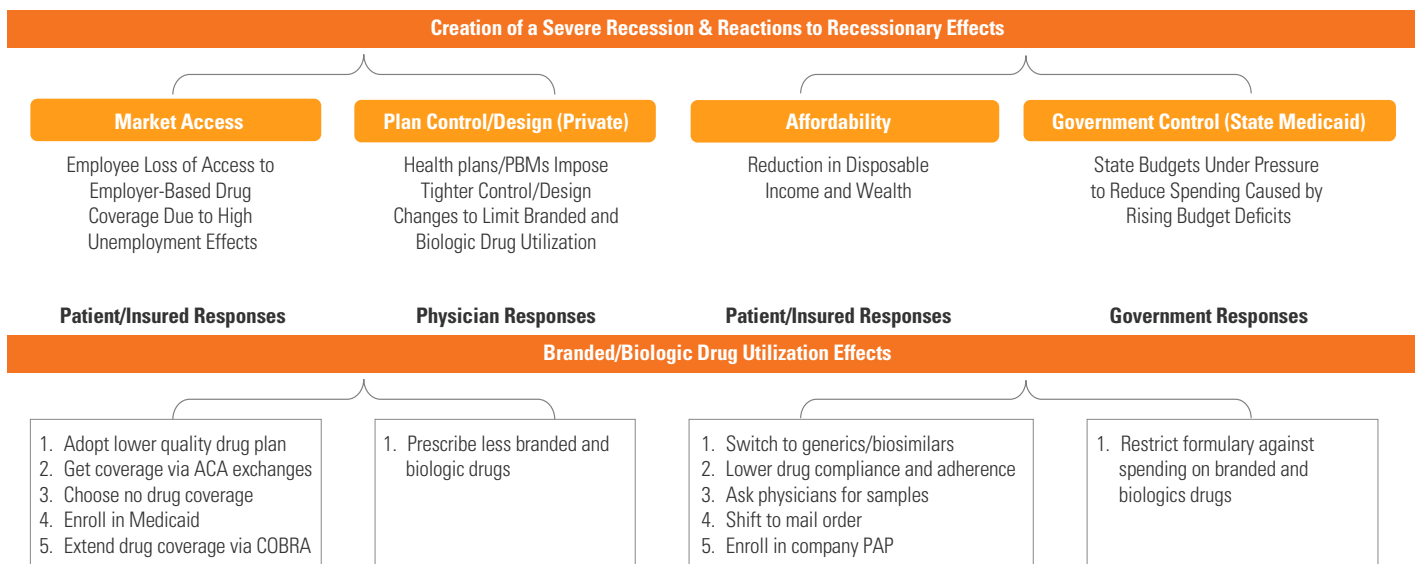 Creation of a Severe Recession & Reactions to Recessionary Effects
Market Access
Employee Loss of Access to
Employer-Based Drug
Coverage Due to High
Unemployment Effects
Plan Control/Design (Private)
Health plans/PBMs Impose
Tighter Control/Design
Changes to Limit Branded and
Biologic Drug Utilization
Affordability
Reduction in Disposable
Income and Wealth
Government Control (State Medicaid)
State Budgets Under Pressure
to Reduce Spending Caused by
Rising Budget Deficits
Patient/Insured Responses
Physician Responses
Patient/Insured Responses
Government Responses
Branded/Biologic Drug Utilization Effects
1. Adopt lower quality drug plan
2. Get coverage via ACA exchanges
3. Choose no drug coverage
4. Enroll in Medicaid
5. Extend drug coverage via COBRA
1. Prescribe less branded and
biologic drugs
1. Switch to generics/biosimilars
2. Lower drug compliance and adherence
3. Ask physicians for samples
4. Shift to mail order
5. Enroll in company PAP
1. Restrict formulary against
spending on branded and
biologics drugs